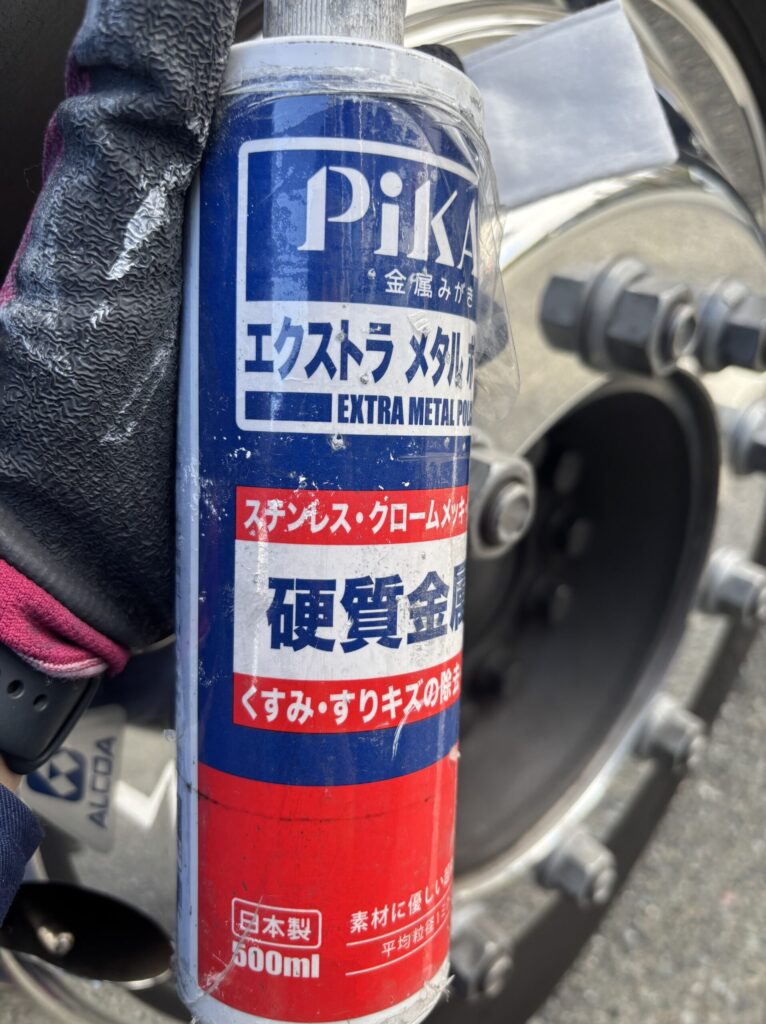 PiKA
金属みがき
エクストラ メタル
EXTRA METAL POL
ステンレス・クロームメッキ
硬質金属
くすみ・すりキズの除去
日本製
500ml
素材に優しい
平均粒径
ALCOA